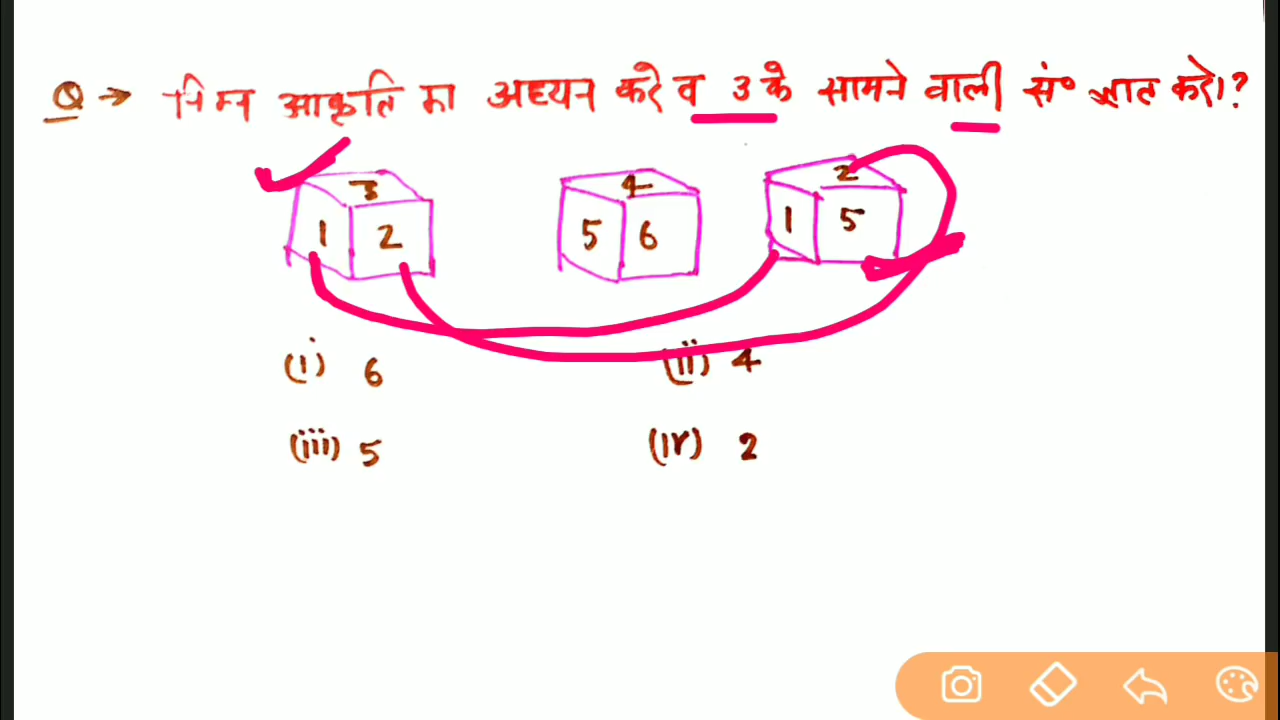 Q → निम्न आकृति का अध्यन करे व 3 के सामने वाली सं॰ ज्ञात करे।?
3 4 2
1 2 5 6 1 5
(i) 6 (ii) 4
(iii) 5 (iv) 2